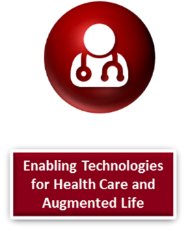 Enabling Technologies
for Health Care and
Augmented Life